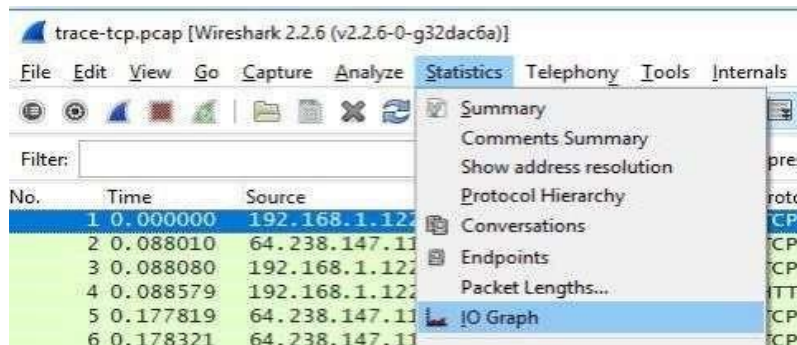 trace-tcp.pcap [Wireshark 2.2.6 (v2.2.6-0-g32dac6a)]
File Edit View Go Capture Analyze Statistics Telephony Tools Internals
Summary
Comments Summary
Show address resolution
Protocol Hierarchy
Conversations
Endpoints
Packet Lengths...
IO Graph
Filter:
No. Time Source
1 0.000000 192.168.1.122
2 0.088010 64.238.147.11
3 0.088080 192.168.1.122
4 0.088579 192.168.1.122
5 0.177819 64.238.147.11
6 0.178321 64.238.147.11